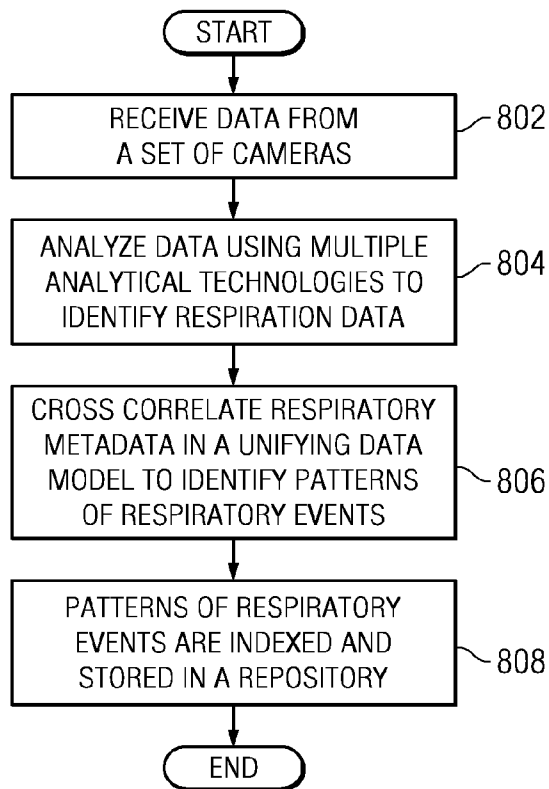 START
RECEIVE DATA FROM
A SET OF CAMERAS
802
ANALYZE DATA USING MULTIPLE
ANALYTICAL TECHNOLOGIES TO
IDENTIFY RESPIRATION DATA
804
CROSS CORRELATE RESPIRATORY
METADATA IN A UNIFYING DATA
MODEL TO IDENTIFY PATTERNS
OF RESPIRATORY EVENTS
806
PATTERNS OF RESPIRATORY
EVENTS ARE INDEXED AND
STORED IN A REPOSITORY
808
END